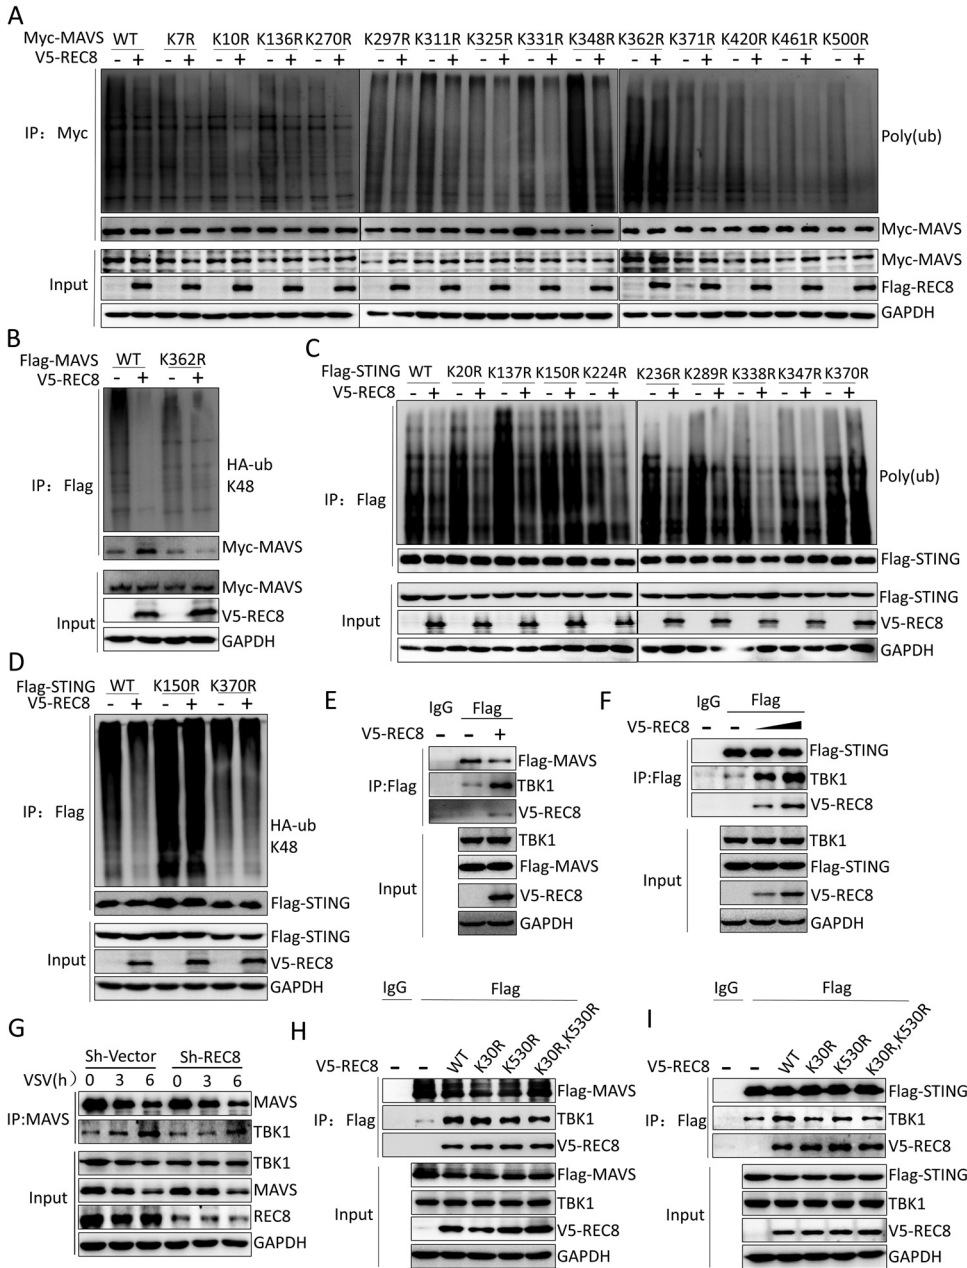 A
Myc-MAVS WT K7R K10R K136R K270R K297R K311R K325R K331R K348R K362R K371R K420R K461R K500R
V5-REC8 - + - + - + - + - + - + - + - + - + - + - + - + - + - + - +
IP: Myc
Poly(ub)
Myc-MAVS
Input
Myc-MAVS
Flag-REC8
GAPDH
B
Flag-MAVS WT K362R
V5-REC8 - + - +
IP: Flag
HA-ub
K48
Myc-MAVS
Input
Myc-MAVS
V5-REC8
GAPDH
C
Flag-STING WT K20R K137R K150R K224R K236R K289R K338R K347R K370R
V5-REC8 - + - + - + - + - + - + - + - + - + - +
IP: Flag
Poly(ub)
Flag-STING
Input
Flag-STING
V5-REC8
GAPDH
D
Flag-STING WT K150R K370R
V5-REC8 - + - + - +
IP: Flag
HA-ub
K48
Flag-STING
Input
Flag-STING
V5-REC8
GAPDH
E
IgG Flag
V5-REC8 - - +
IP:Flag
Flag-MAVS
TBK1
V5-REC8
Input
TBK1
Flag-MAVS
V5-REC8
GAPDH
F
IgG Flag
V5-REC8 - -
IP:Flag
Flag-STING
TBK1
V5-REC8
Input
TBK1
Flag-STING
V5-REC8
GAPDH
G
Sh-Vector Sh-REC8
VSV(h) 0 3 6 0 3 6
IP:MAVS
MAVS
TBK1
Input
TBK1
MAVS
REC8
GAPDH
H
IgG Flag
V5-REC8 - - WT K30R K530R K30R,K530R
IP: Flag
Flag-MAVS
TBK1
V5-REC8
Input
Flag-MAVS
TBK1
V5-REC8
GAPDH
I
IgG Flag
V5-REC8 - - WT K30R K530R K30R,K530R
IP: Flag
Flag-STING
TBK1
V5-REC8
Input
Flag-STING
TBK1
V5-REC8
GAPDH